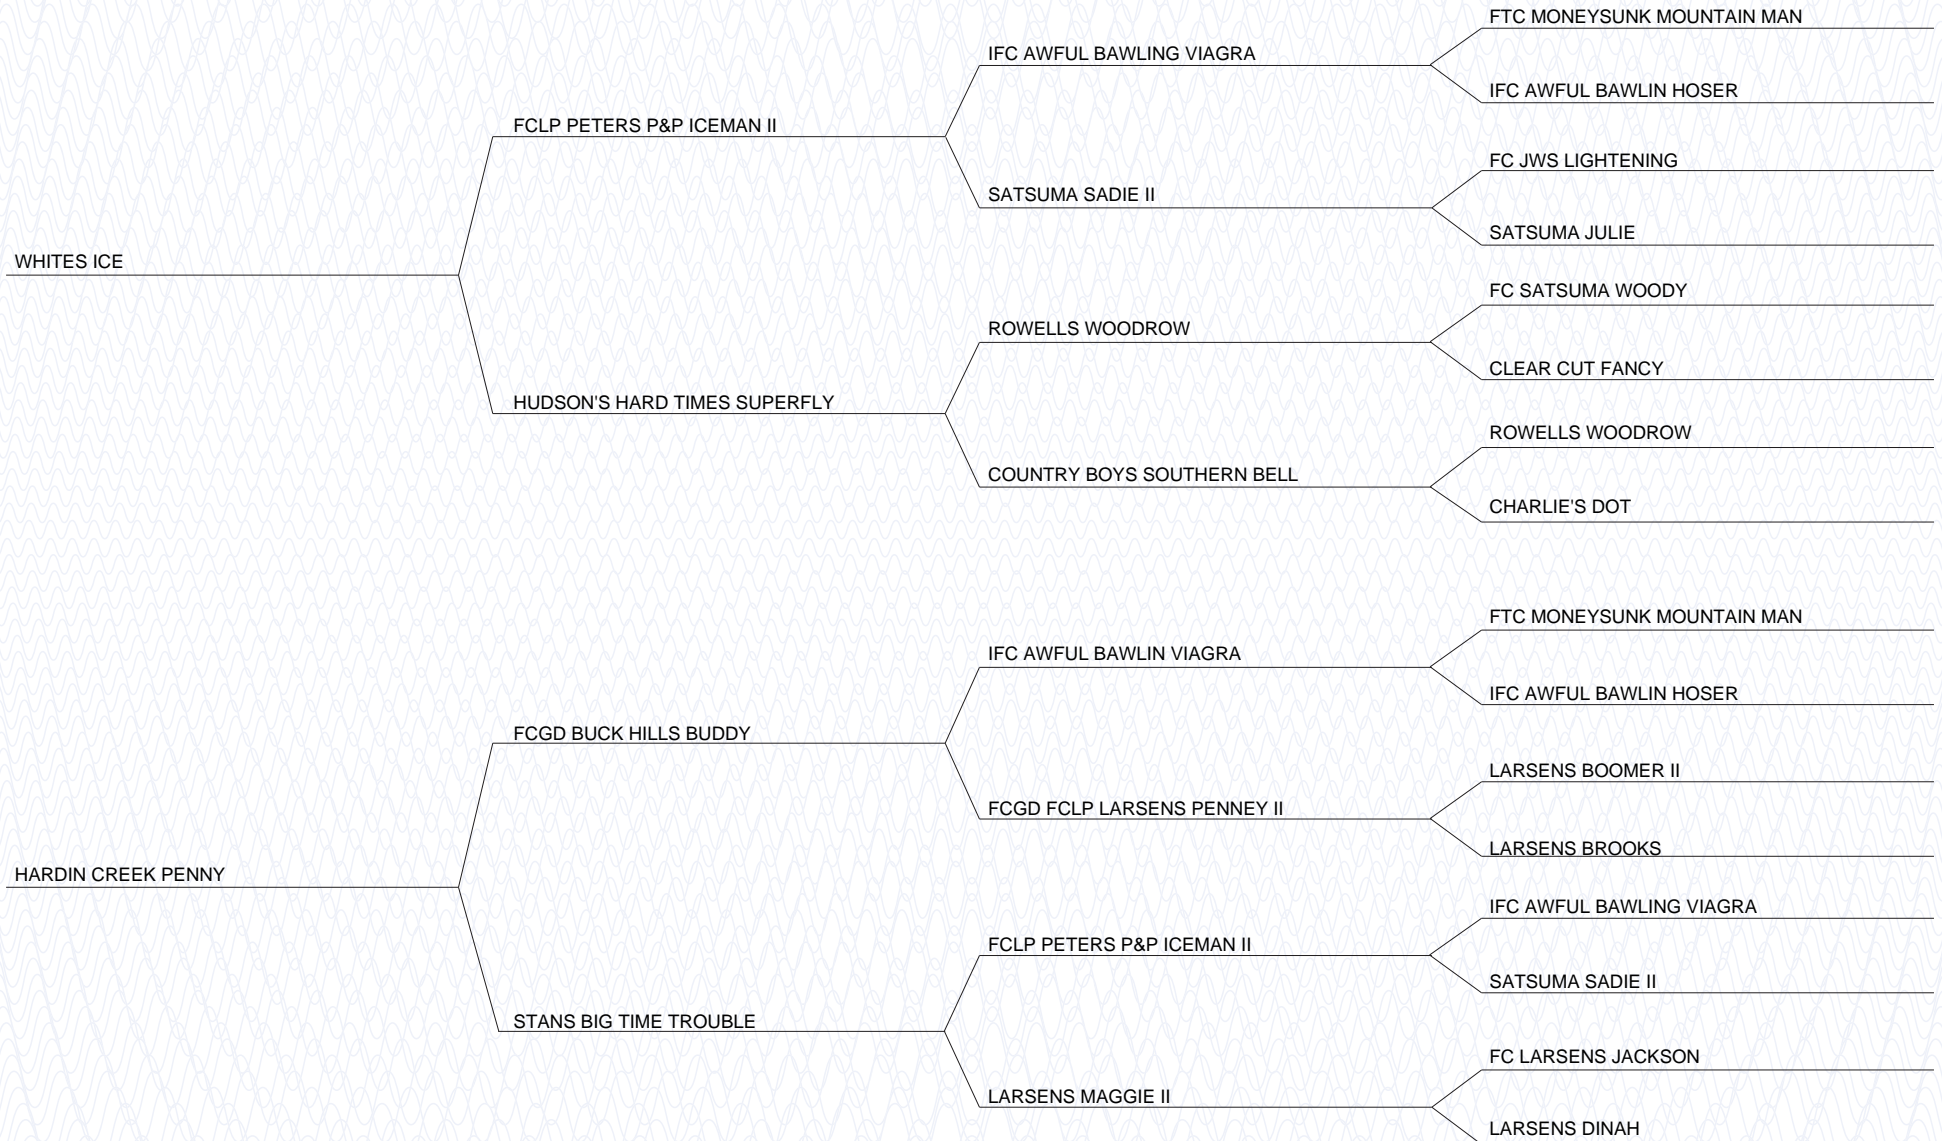 FTC MONEYSUNK MOUNTAIN MAN
IFC AWFUL BAWLING VIAGRA
IFC AWFUL BAWLIN HOSER
FCLP PETERS P&P ICEMAN II
FC JWS LIGHTENING
SATSUMA SADIE II
SATSUMA JULIE
WHITES ICE
FC SATSUMA WOODY
ROWELLS WOODROW
CLEAR CUT FANCY
HUDSON'S HARD TIMES SUPERFLY
ROWELLS WOODROW
COUNTRY BOYS SOUTHERN BELL
CHARLIE'S DOT
FTC MONEYSUNK MOUNTAIN MAN
IFC AWFUL BAWLIN VIAGRA
IFC AWFUL BAWLIN HOSER
FCGD BUCK HILLS BUDDY
LARSENS BOOMER II
FCGD FCLP LARSENS PENNEY II
LARSENS BROOKS
HARDIN CREEK PENNY
IFC AWFUL BAWLING VIAGRA
FCLP PETERS P&P ICEMAN II
SATSUMA SADIE II
STANS BIG TIME TROUBLE
FC LARSENS JACKSON
LARSENS MAGGIE II
LARSENS DINAH